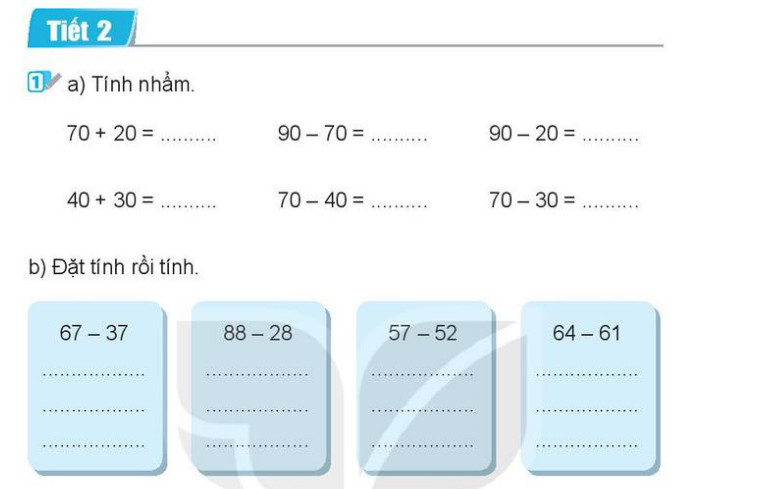 Tiết 2
1 a) Tính nhẩm.
70 + 20 = .......... 90 – 70 = .......... 90 – 20 = ..........
40 + 30 = .......... 70 – 40 = .......... 70 – 30 = ..........
b) Đặt tính rồi tính.
67 – 37 88 – 28 57 – 52 64 – 61
.................. .................. .................. ..................
.................. .................. .................. ..................
.................. .................. .................. ..................